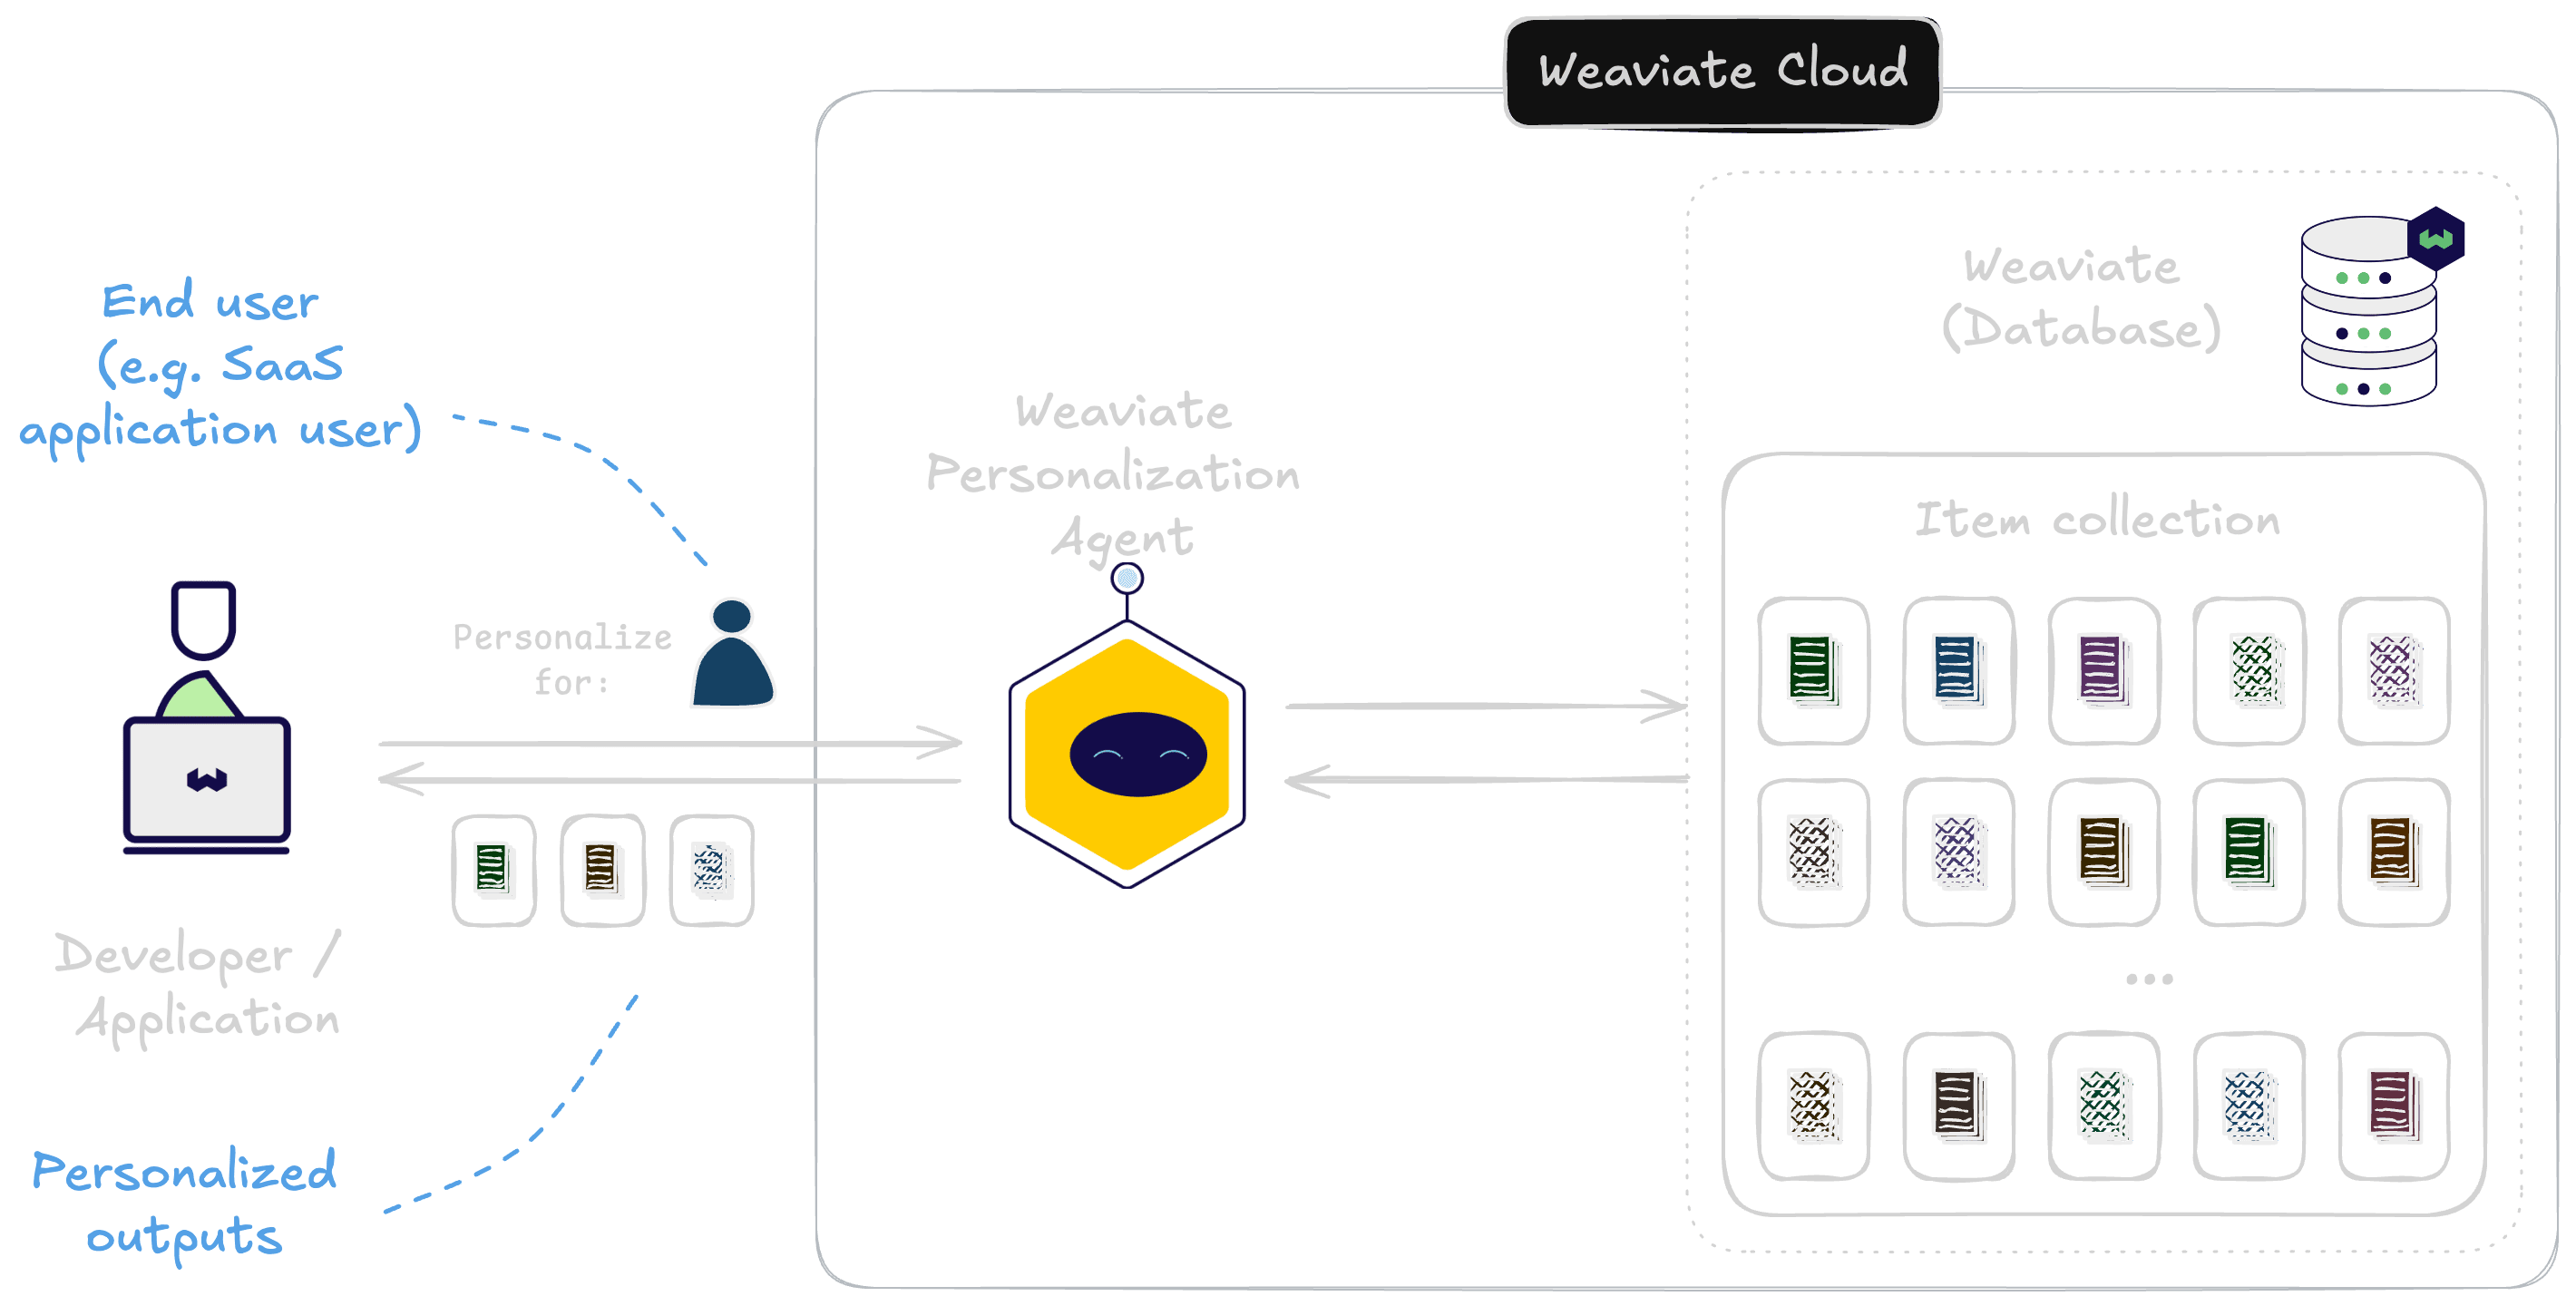 Weaviate Cloud
End user
(e.g. SaaS
application user)
Personalize
for:
Developer /
Application
Personalized
outputs
Weaviate
Personalization
Agent
Weaviate
(Database)
Item collection
...